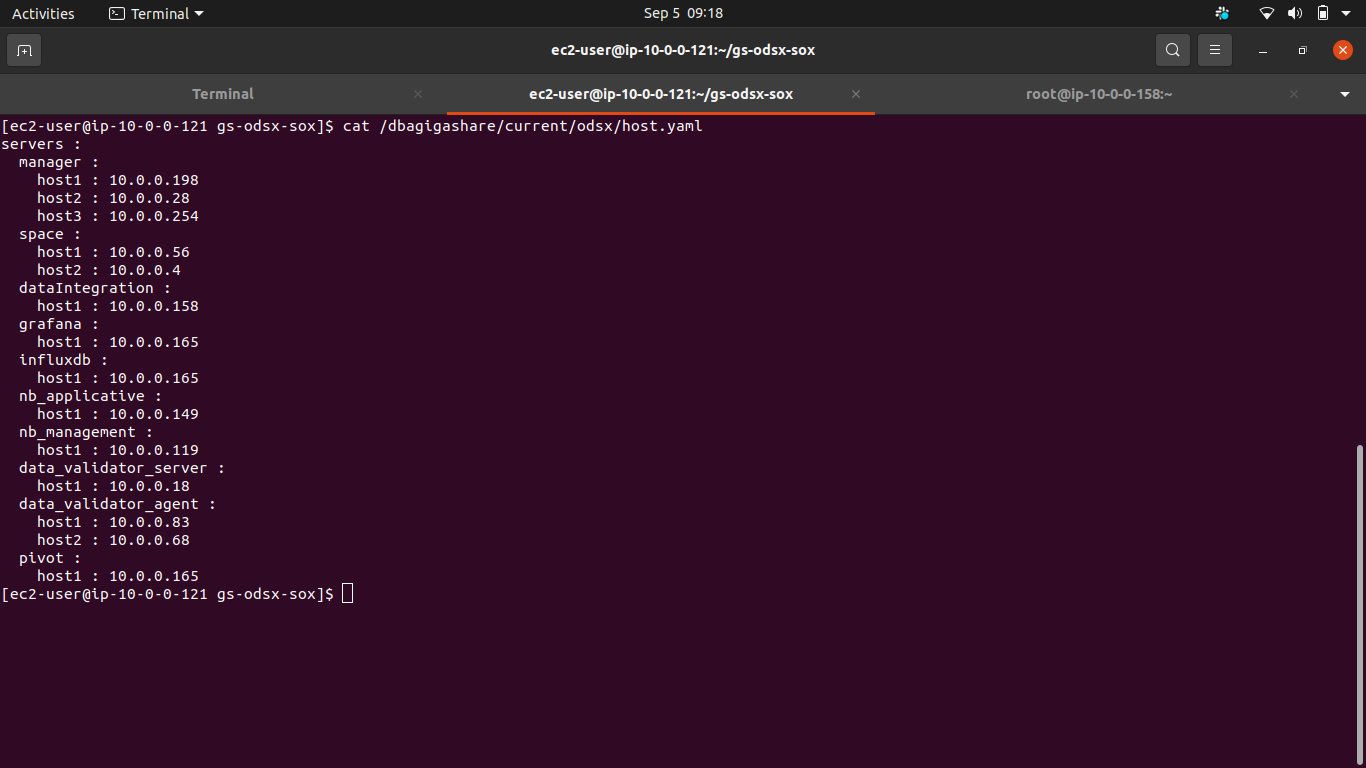 Activities Terminal Sep 5 09:18
ec2-user@ip-10-0-0-121:~/gs-odsx-sox
Terminal ec2-user@ip-10-0-0-121:~/gs-odsx-sox root@ip-10-0-0-158:~
[ec2-user@ip-10-0-0-121 gs-odsx-sox]$ cat /dbagigashare/current/odsx/host.yaml
servers :
  manager :
    host1 : 10.0.0.198
    host2 : 10.0.0.28
    host3 : 10.0.0.254
  space :
    host1 : 10.0.0.56
    host2 : 10.0.0.4
  dataIntegration :
    host1 : 10.0.0.158
  grafana :
    host1 : 10.0.0.165
  influxdb :
    host1 : 10.0.0.165
  nb_applicative :
    host1 : 10.0.0.149
  nb_management :
    host1 : 10.0.0.119
  data_validator_server :
    host1 : 10.0.0.18
  data_validator_agent :
    host1 : 10.0.0.83
    host2 : 10.0.0.68
  pivot :
    host1 : 10.0.0.165
[ec2-user@ip-10-0-0-121 gs-odsx-sox]$